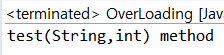 <terminated> OverLoading [Jav
test(String,int) method